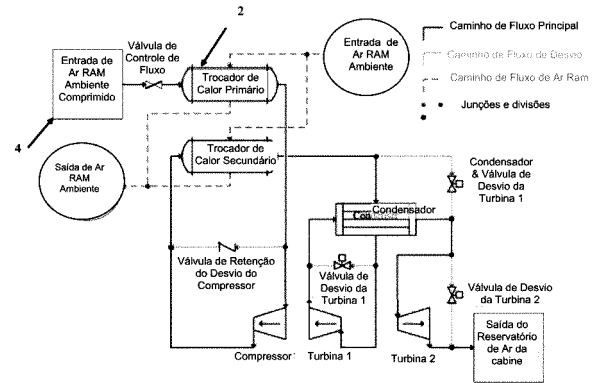 2
Entrada de
Ar RAM
Ambiente
Comprimido
4
Válvula de
Controle de
Fluxo
Trocador de
Calor Primário
Entrada de
Ar RAM
Ambiente
Caminho de Fluxo Principal
Caminho de Fluxo de Desvio
Caminho de Fluxo de Ar Ram
Junções e divisões
Saída de Ar
RAM
Ambiente
Trocador de
Calor Secundário
Condensador
& Válvula de
Desvio da
Turbina 1
Condensador
Válvula de Retenção
do Desvio do
Compressor
Válvula de
Desvio da
Turbina 1
Válvula de Desvio
da Turbina 2
Compressor
Turbina 1
Turbina 2
Saída do
Reservatório
de Ar da
cabine